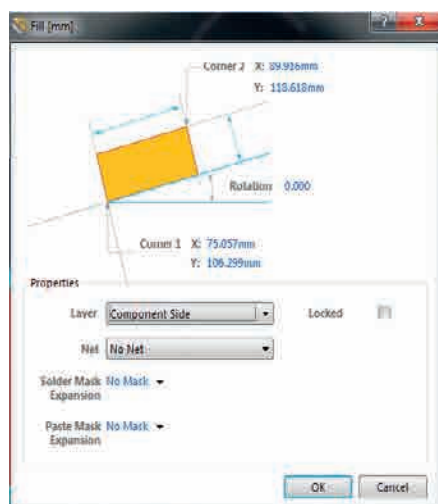 Fill [mm]
Corner 2 X: 89.916mm
Y: 118.618mm
Rotation 0.000
Corner 1 X: 75.057mm
Y: 106.299mm
Properties
Layer Component Side Locked
Net No Net
Solder Mask No Mask
Expansion
Paste Mask No Mask
Expansion
OK Cancel